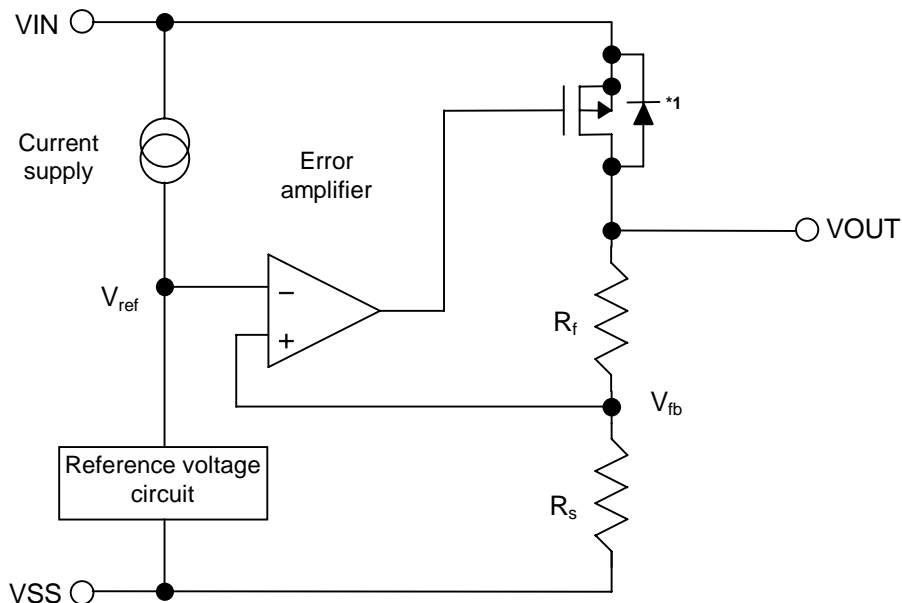 VIN
*1
Current
supply
Error
amplifier
VOUT
Vref
−
+
Rf
Vfb
Reference voltage
circuit
Rs
VSS